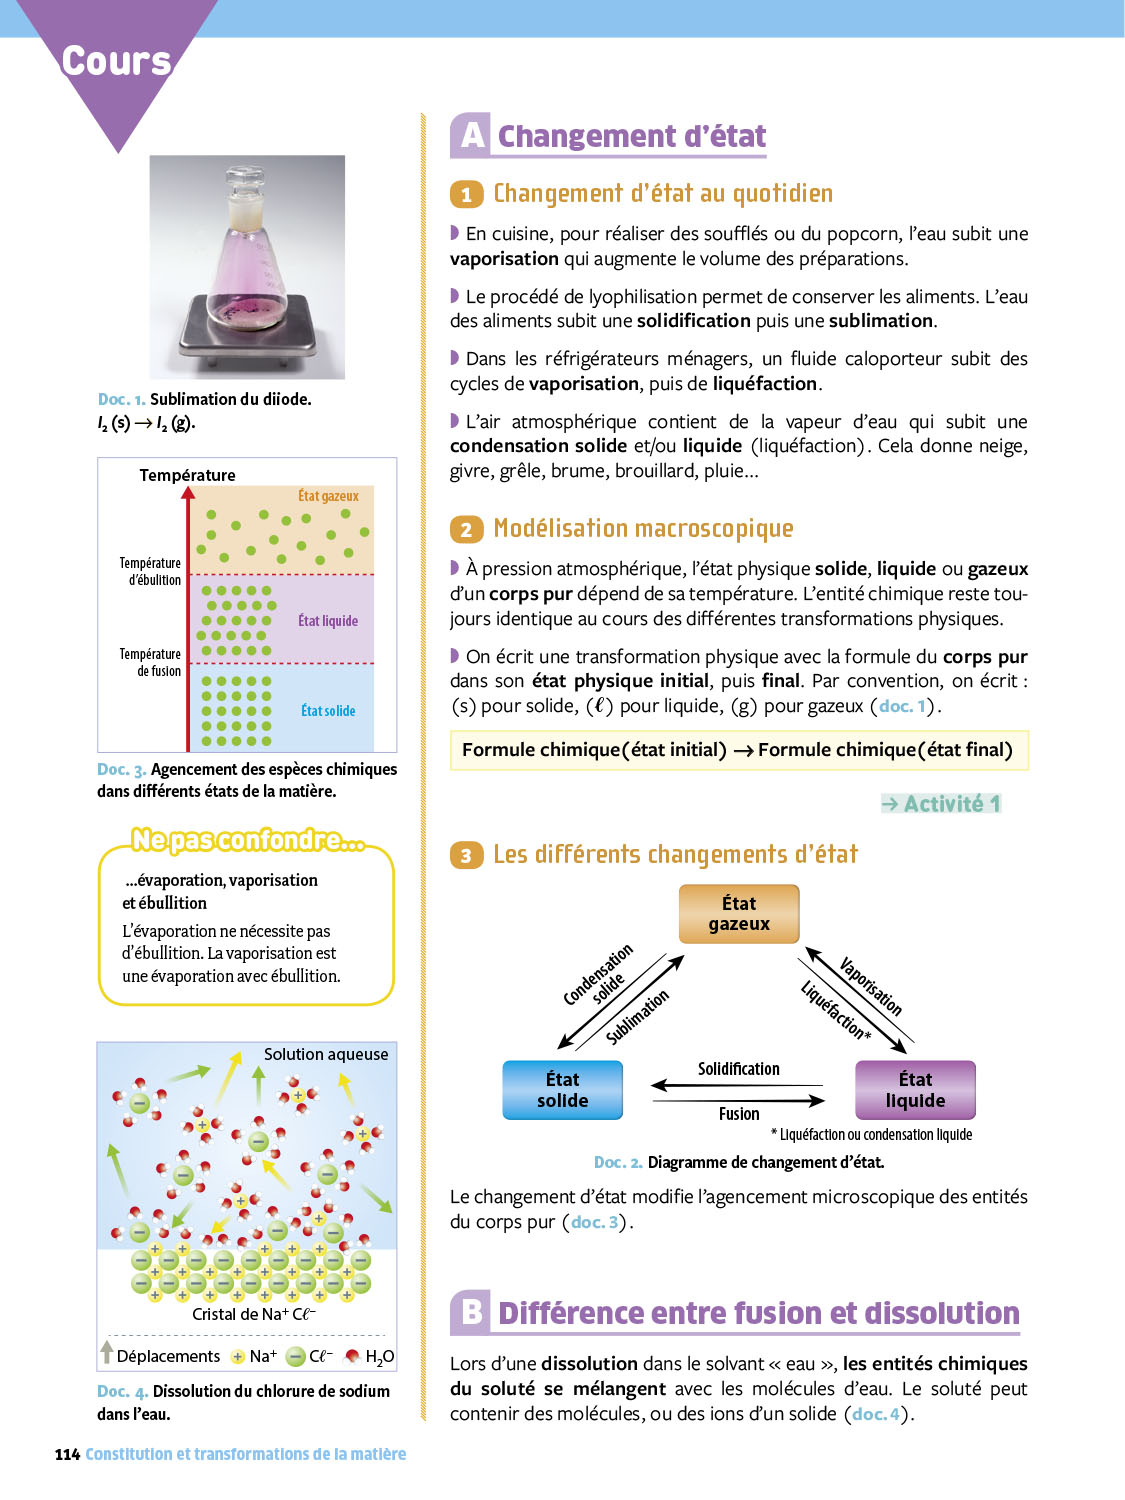 Cours
Doc. 1. Sublimation du diiode.
I₂ (s) → I₂ (g).
Température
État gazeux
Température
d'ébulition
État liquide
Température
de fusion
État solide
Doc. 3. Agencement des espèces chimiques
dans différents états de la matière.
Ne pas confondre...
...évaporation, vaporisation
et ébullition
L'évaporation ne nécessite pas
d'ébullition. La vaporisation est
une évaporation avec ébullition.
Solution aqueuse
Cristal de Na⁺ Cℓ⁻
Déplacements Na⁺ Cℓ⁻ H₂O
Doc. 4. Dissolution du chlorure de sodium
dans l'eau.
A Changement d'état
1 Changement d'état au quotidien
En cuisine, pour réaliser des soufflés ou du popcorn, l'eau subit une
vaporisation qui augmente le volume des préparations.
Le procédé de lyophilisation permet de conserver les aliments. L'eau
des aliments subit une solidification puis une sublimation.
Dans les réfrigérateurs ménagers, un fluide caloporteur subit des
cycles de vaporisation, puis de liquéfaction.
L'air atmosphérique contient de la vapeur d'eau qui subit une
condensation solide et/ou liquide (liquéfaction). Cela donne neige,
givre, grêle, brume, brouillard, pluie...
2 Modélisation macroscopique
À pression atmosphérique, l'état physique solide, liquide ou gazeux
d'un corps pur dépend de sa température. L'entité chimique reste tou-
jours identique au cours des différentes transformations physiques.
On écrit une transformation physique avec la formule du corps pur
dans son état physique initial, puis final. Par convention, on écrit :
(s) pour solide, (ℓ) pour liquide, (g) pour gazeux (doc. 1).
Formule chimique(état initial) → Formule chimique(état final)
→ Activité 1
3 Les différents changements d'état
État
gazeux
Condensation
solide
Sublimation
Vaporisation
Liquéfaction*
État
solide
Solidification
Fusion
État
liquide
* Liquéfaction ou condensation liquide
Doc. 2. Diagramme de changement d'état.
Le changement d'état modifie l'agencement microscopique des entités
du corps pur (doc. 3).
B Différence entre fusion et dissolution
Lors d'une dissolution dans le solvant « eau », les entités chimiques
du soluté se mélangent avec les molécules d'eau. Le soluté peut
contenir des molécules, ou des ions d'un solide (doc. 4).
114 Constitution et transformations de la matière